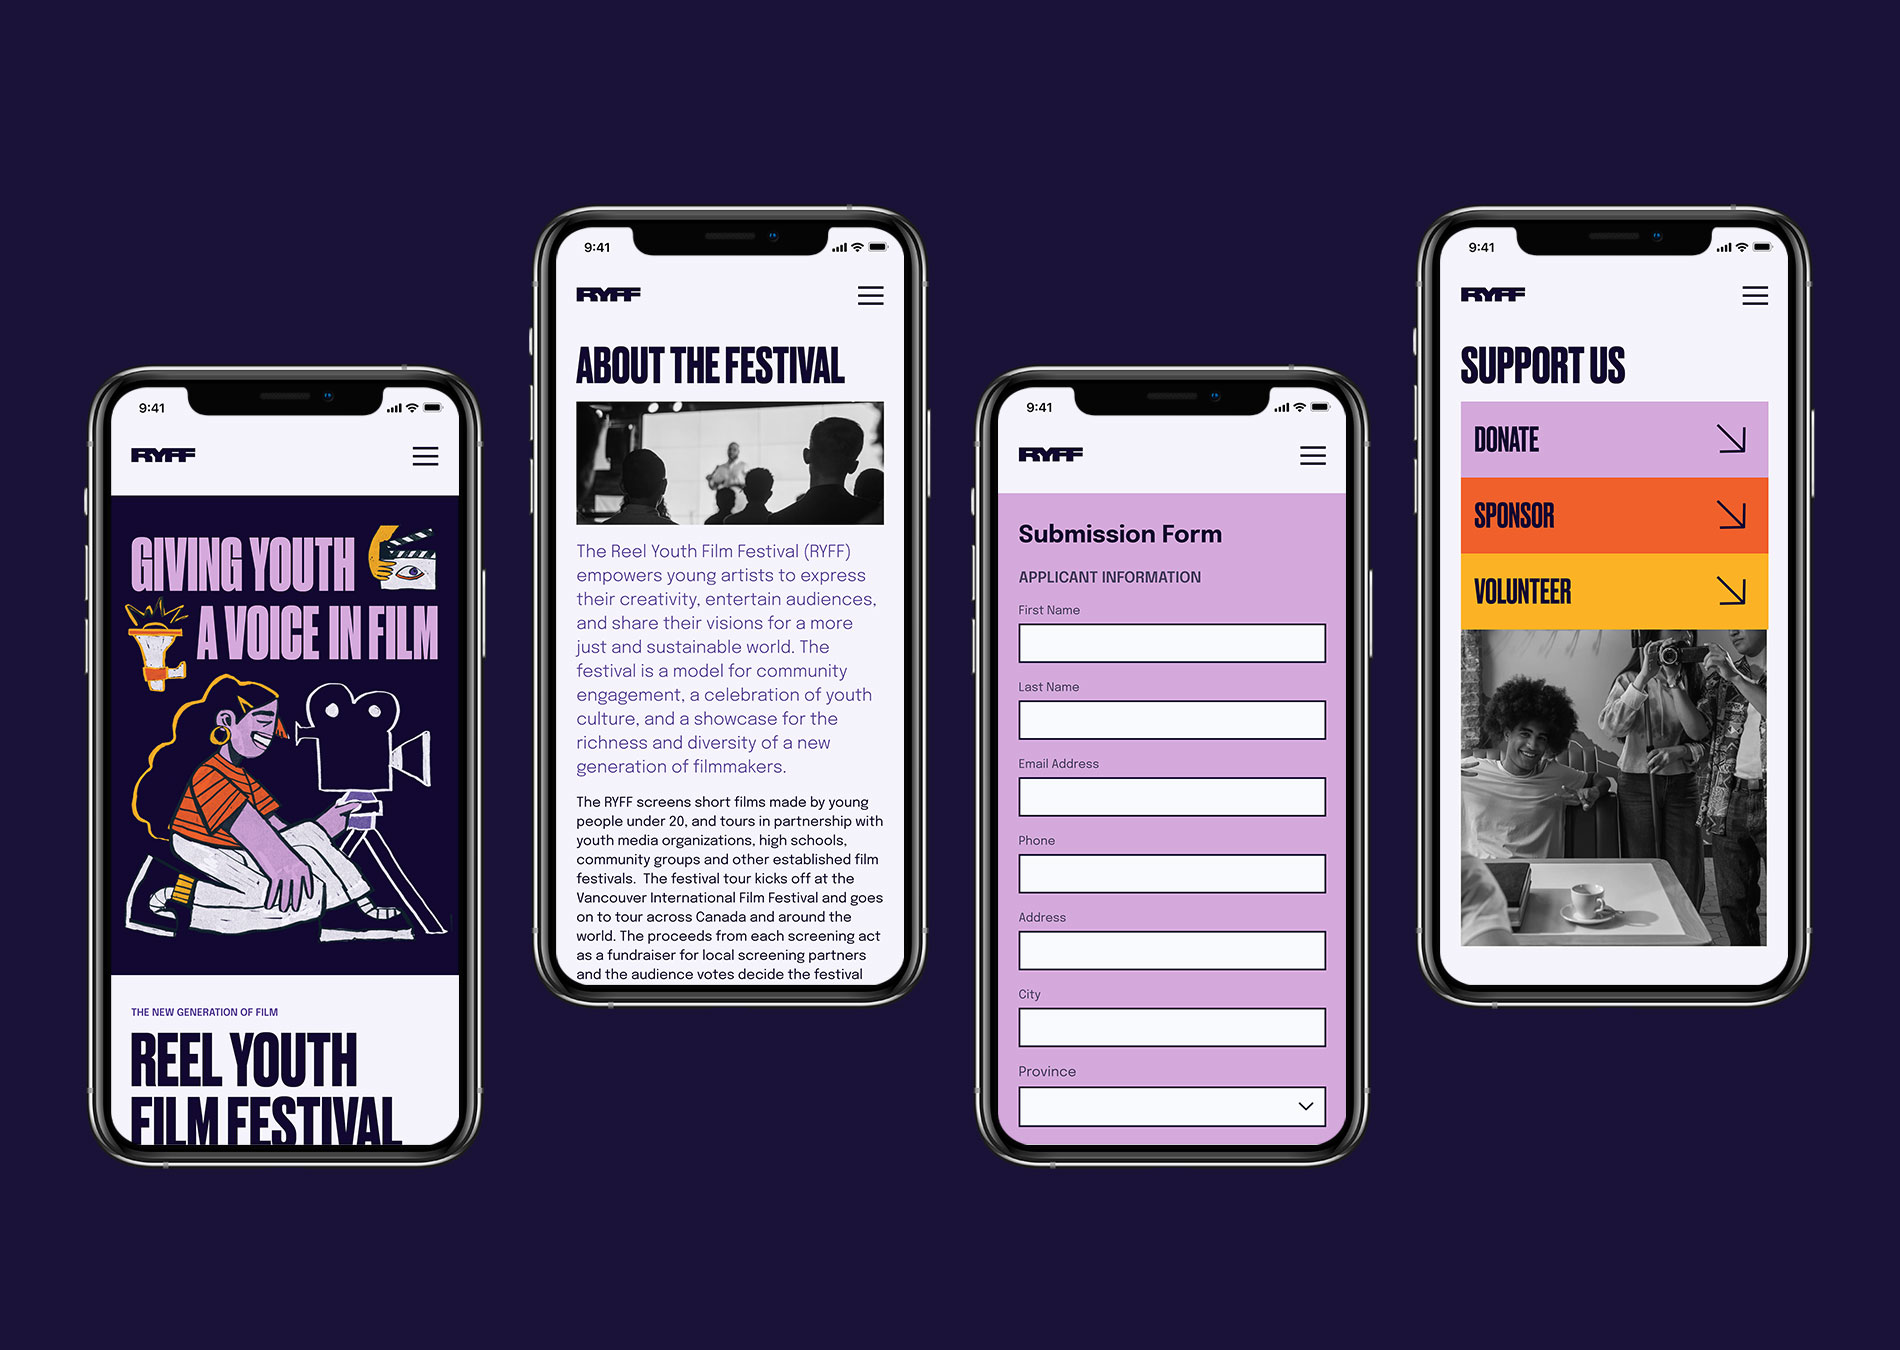 9:41
RYFF
GIVING YOUTH
A VOICE IN FILM
THE NEW GENERATION OF FILM
REEL YOUTH
FILM FESTIVAL
9:41
RYFF
ABOUT THE FESTIVAL
The Reel Youth Film Festival (RYFF)
empowers young artists to express
their creativity, entertain audiences,
and share their visions for a more
just and sustainable world. The
festival is a model for community
engagement, a celebration of youth
culture, and a showcase for the
richness and diversity of a new
generation of filmmakers.
The RYFF screens short films made by young
people under 20, and tours in partnership with
youth media organizations, high schools,
community groups and other established film
festivals.  The festival tour kicks off at the
Vancouver International Film Festival and goes
on to tour across Canada and around the
world. The proceeds from each screening act
as a fundraiser for local screening partners
and the audience votes decide the festival
9:41
RYFF
Submission Form
APPLICANT INFORMATION
First Name
Last Name
Email Address
Phone
Address
City
Province
9:41
RYFF
SUPPORT US
DONATE
SPONSOR
VOLUNTEER